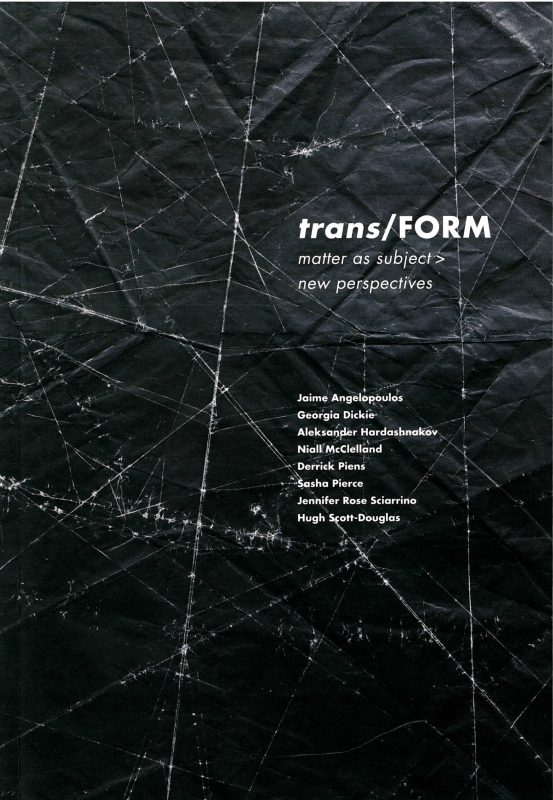 trans/FORM
matter as subject >
new perspectives
Jaime Angelopoulos
Georgia Dickie
Aleksander Hardashnakov
Niall McClelland
Derrick Piens
Sasha Pierce
Jennifer Rose Sciarrino
Hugh Scott-Douglas